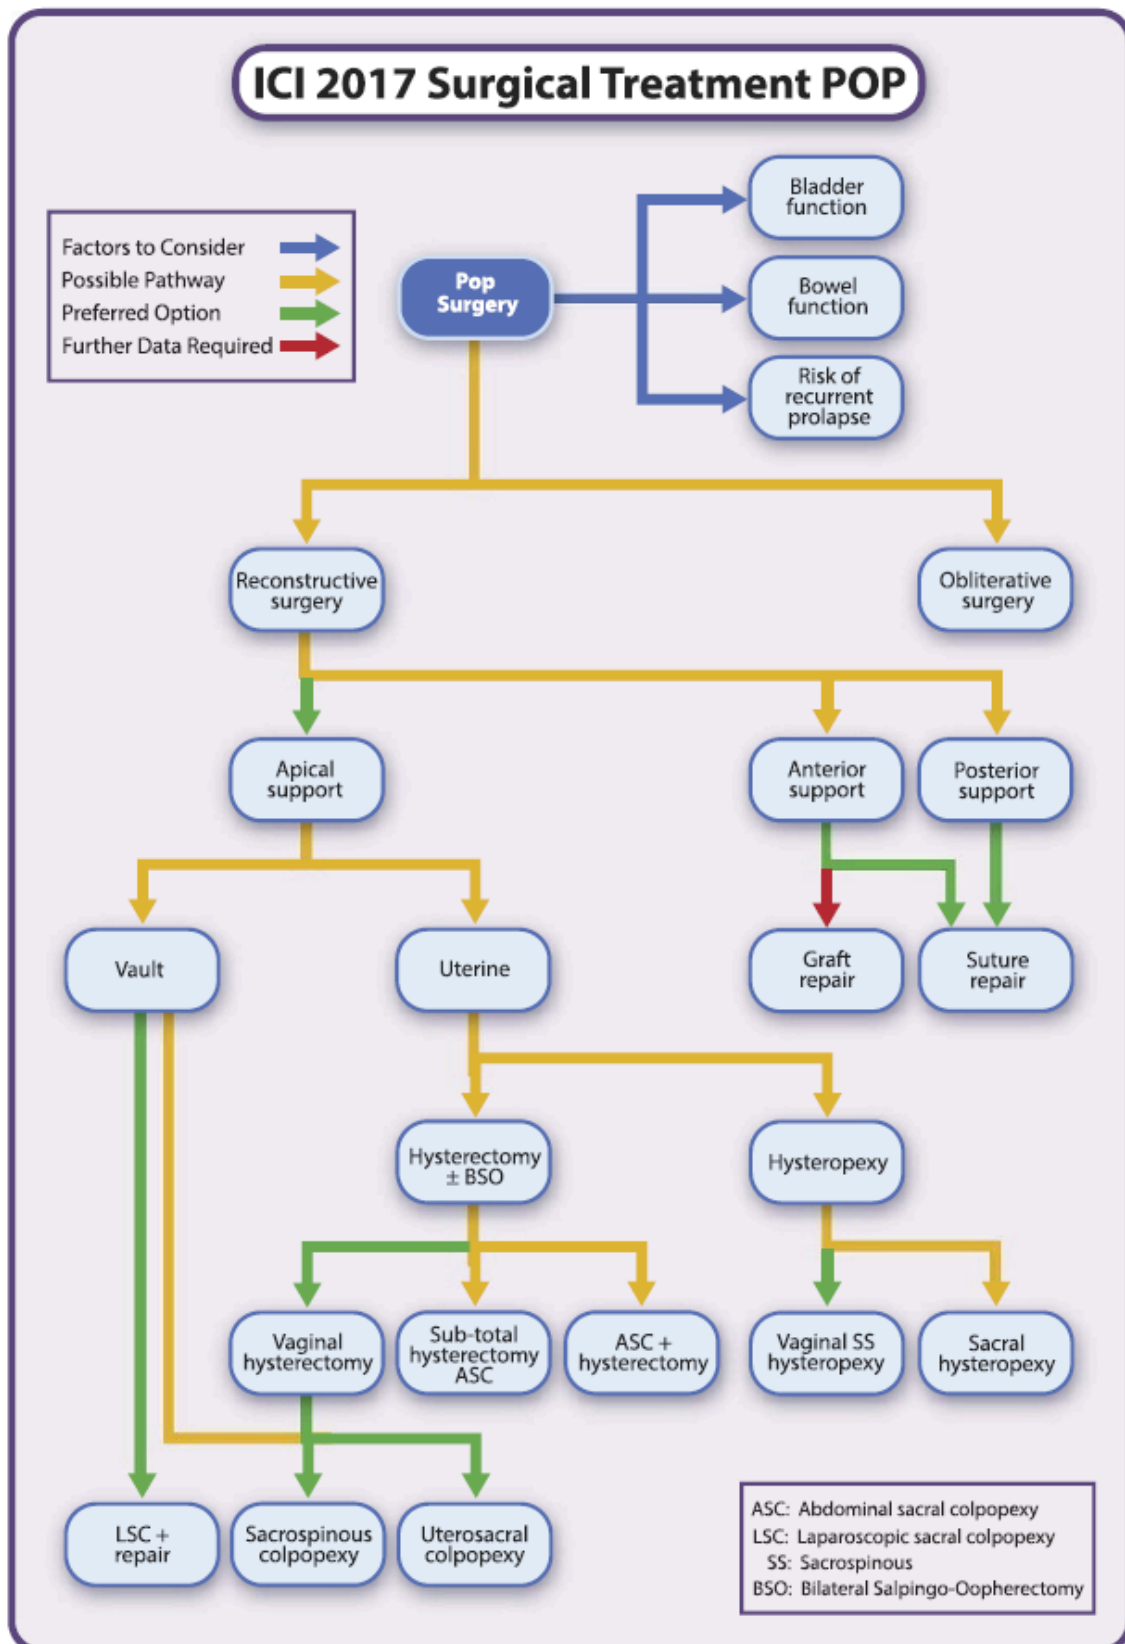 ICI 2017 Surgical Treatment POP
Bladder
function
Factors to Consider
Possible Pathway
Preferred Option
Further Data Required
Pop
Surgery
Bowel
function
Risk of
recurrent
prolapse
Reconstructive
surgery
Obliterative
surgery
Apical
support
Anterior
support
Posterior
support
Vault
Uterine
Graft
repair
Suture
repair
Hysterectomy
± BSO
Hysteropexy
Vaginal
hysterectomy
Sub-total
hysterectomy
ASC
ASC +
hysterectomy
Vaginal SS
hysteropexy
Sacral
hysteropexy
LSC +
repair
Sacrospinous
colpopexy
Uterosacral
colpopexy
ASC: Abdominal sacral colpopexy
LSC: Laparoscopic sacral colpopexy
SS: Sacrospinous
BSO: Bilateral Salpingo-Oopherectomy